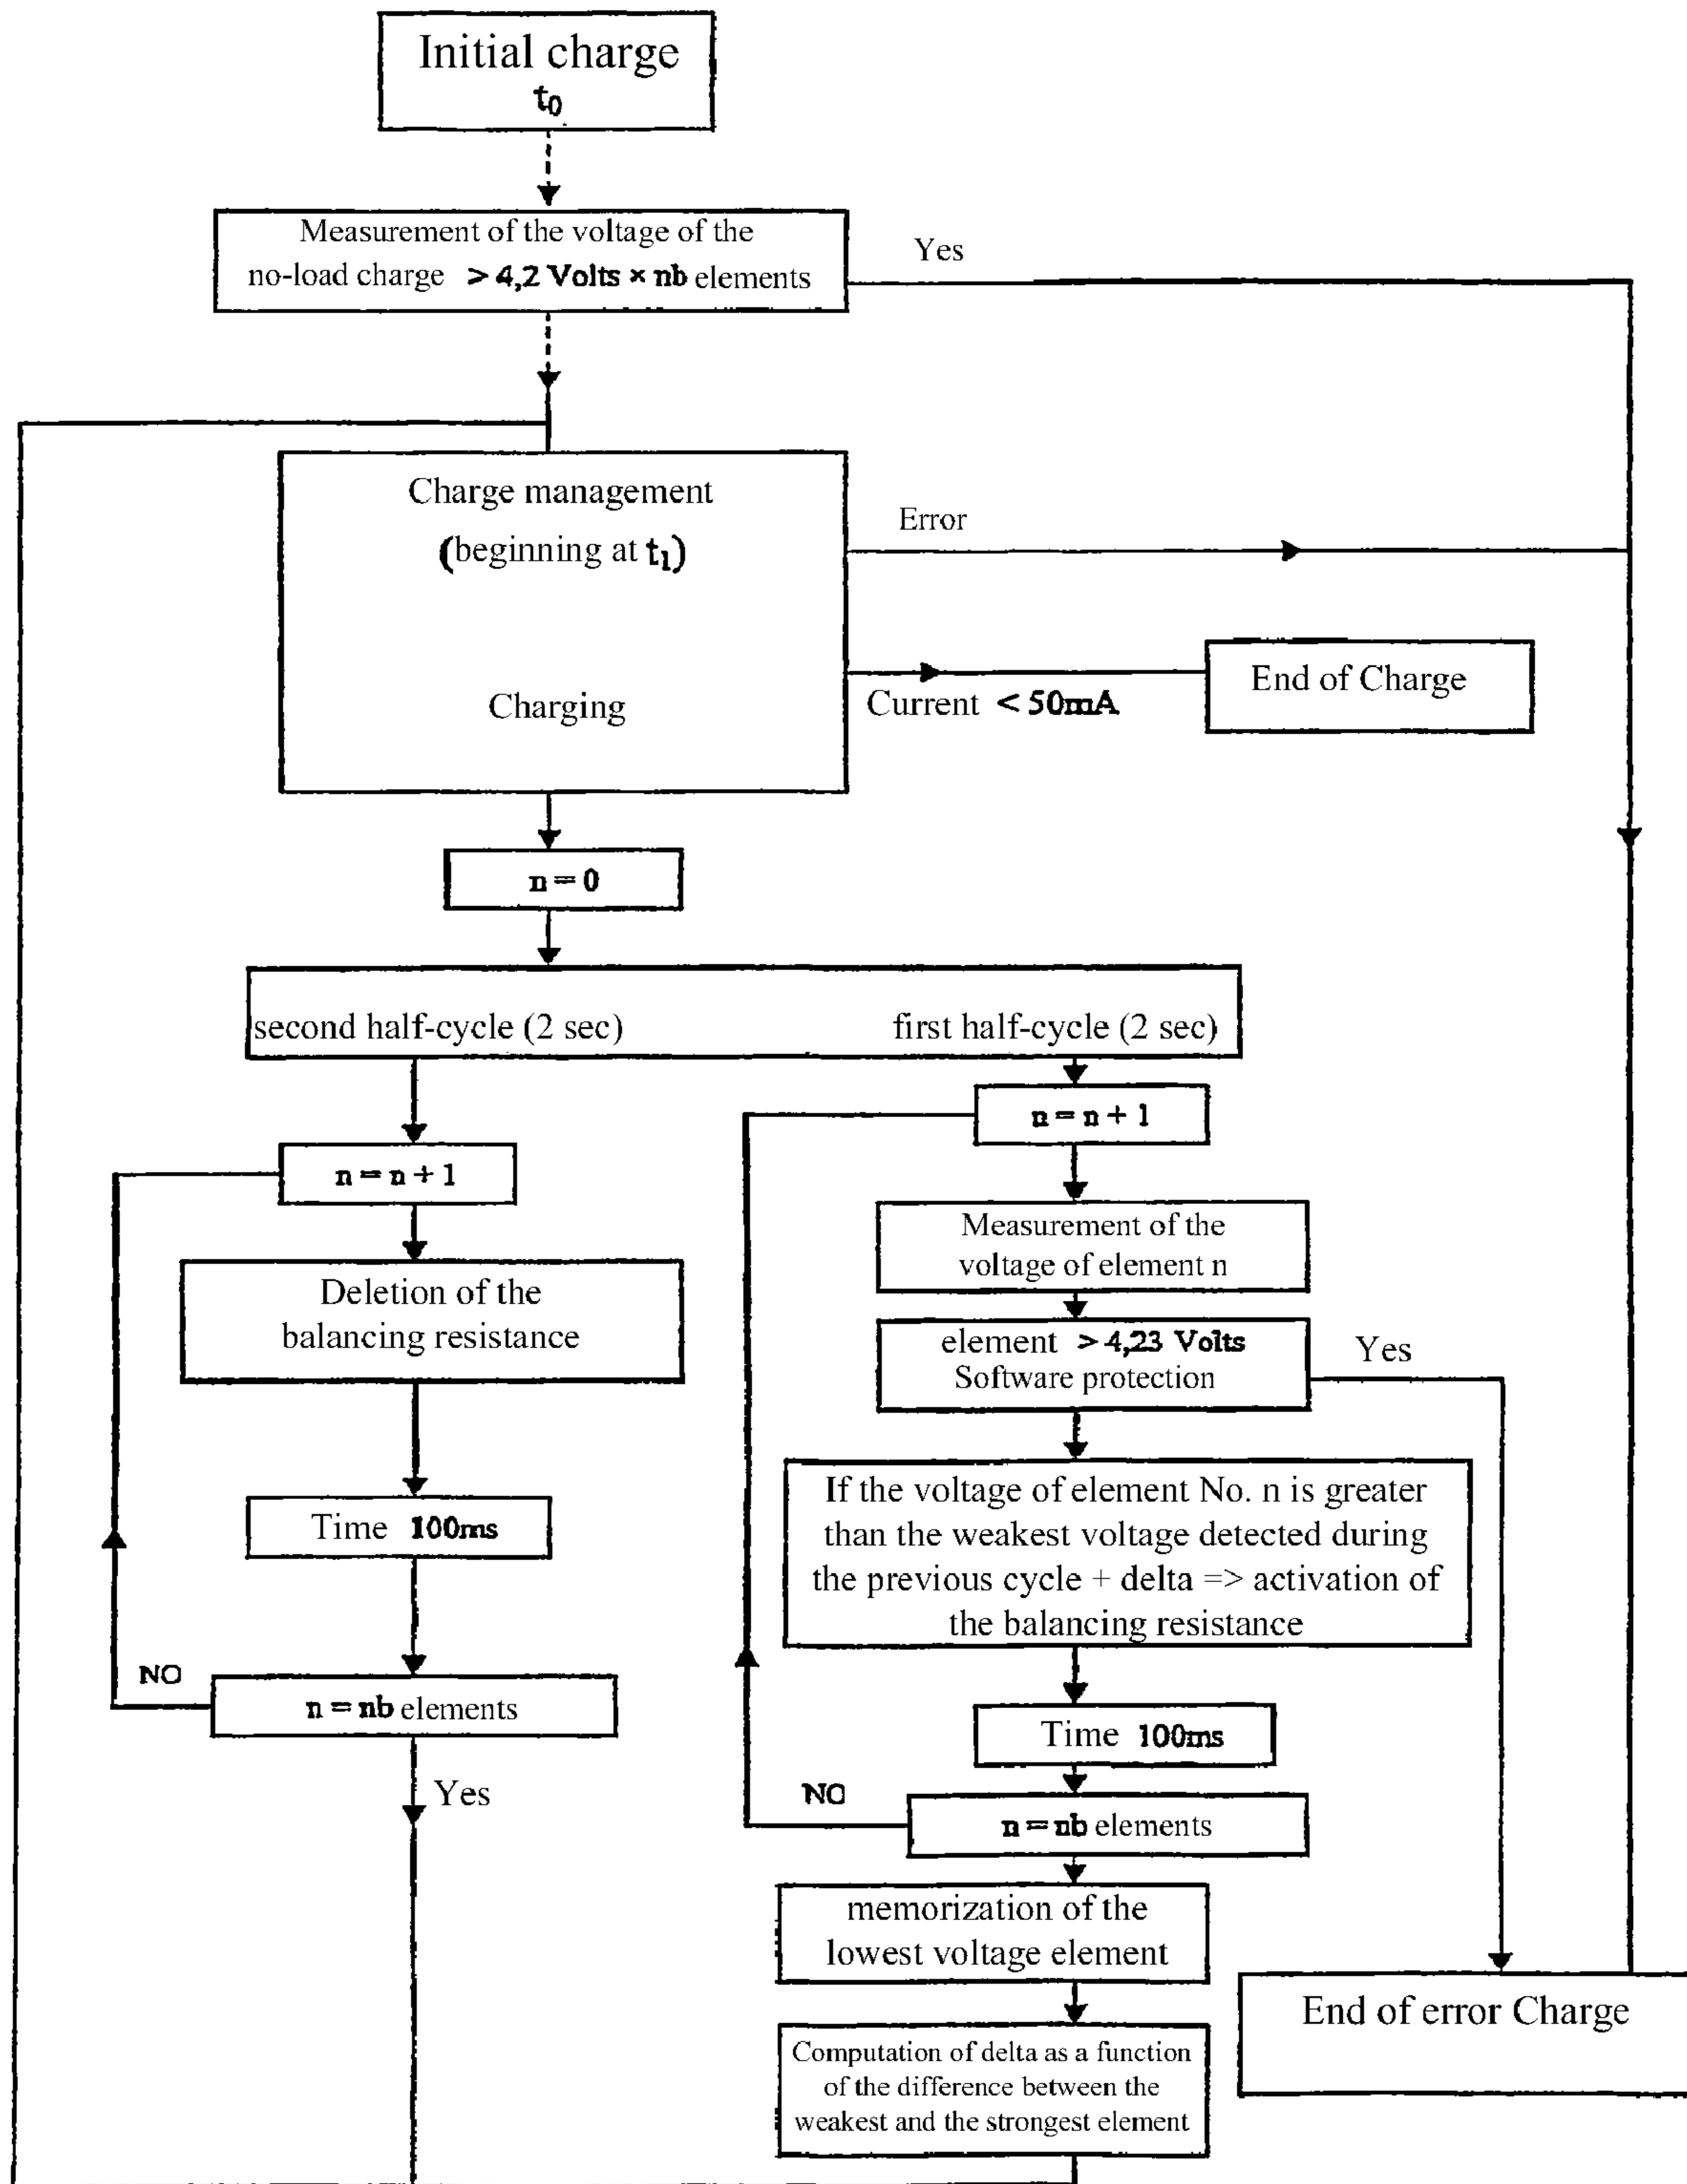 Initial charge
t0
Measurement of the voltage of the
no-load charge > 4,2 Volts × nb elements
Yes
Charge management
(beginning at t1)
Error
Charging
Current < 50mA
End of Charge
n = 0
second half-cycle (2 sec)
first half-cycle (2 sec)
n = n + 1
Deletion of the
balancing resistance
Time 100ms
n = nb elements
NO
Yes
n = n + 1
Measurement of the
voltage of element n
element > 4,23 Volts
Software protection
Yes
If the voltage of element No. n is greater
than the weakest voltage detected during
the previous cycle + delta => activation of
the balancing resistance
Time 100ms
NO
n = nb elements
memorization of the
lowest voltage element
Computation of delta as a function
of the difference between the
weakest and the strongest element
End of error Charge